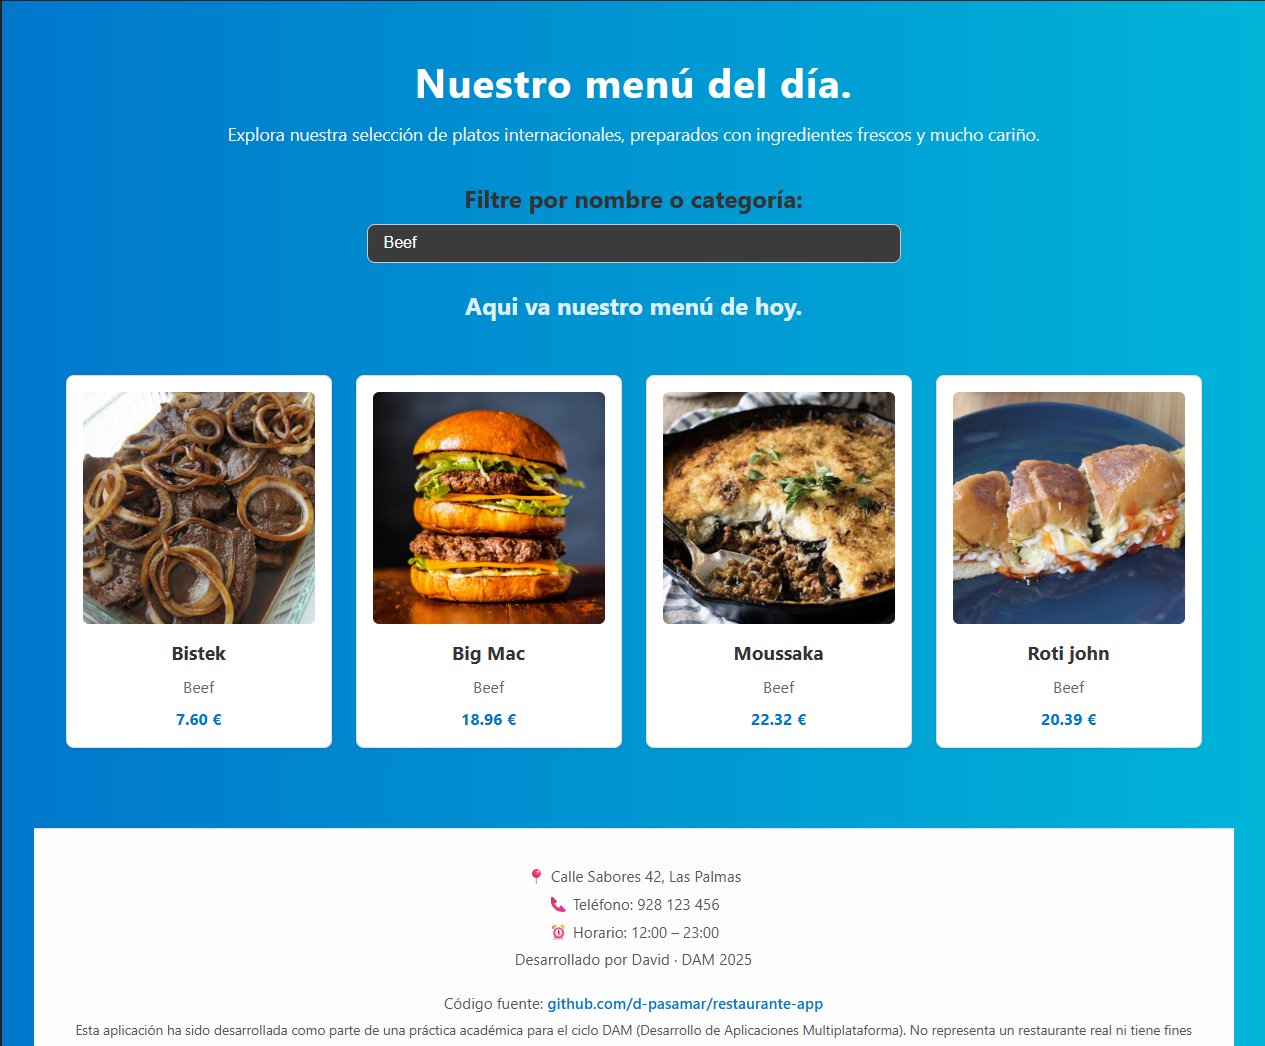 Nuestro menú del día.
Explora nuestra selección de platos internacionales, preparados con ingredientes frescos y mucho cariño.
Filtre por nombre o categoría:
Beef
Aqui va nuestro menú de hoy.
Bistek
Beef
7.60 €
Big Mac
Beef
18.96 €
Moussaka
Beef
22.32 €
Roti john
Beef
20.39 €
📍 Calle Sabores 42, Las Palmas
📞 Teléfono: 928 123 456
⏰ Horario: 12:00 – 23:00
Desarrollado por David · DAM 2025
Código fuente: github.com/d-pasamar/restaurante-app
Esta aplicación ha sido desarrollada como parte de una práctica académica para el ciclo DAM (Desarrollo de Aplicaciones Multiplataforma). No representa un restaurante real ni tiene fines